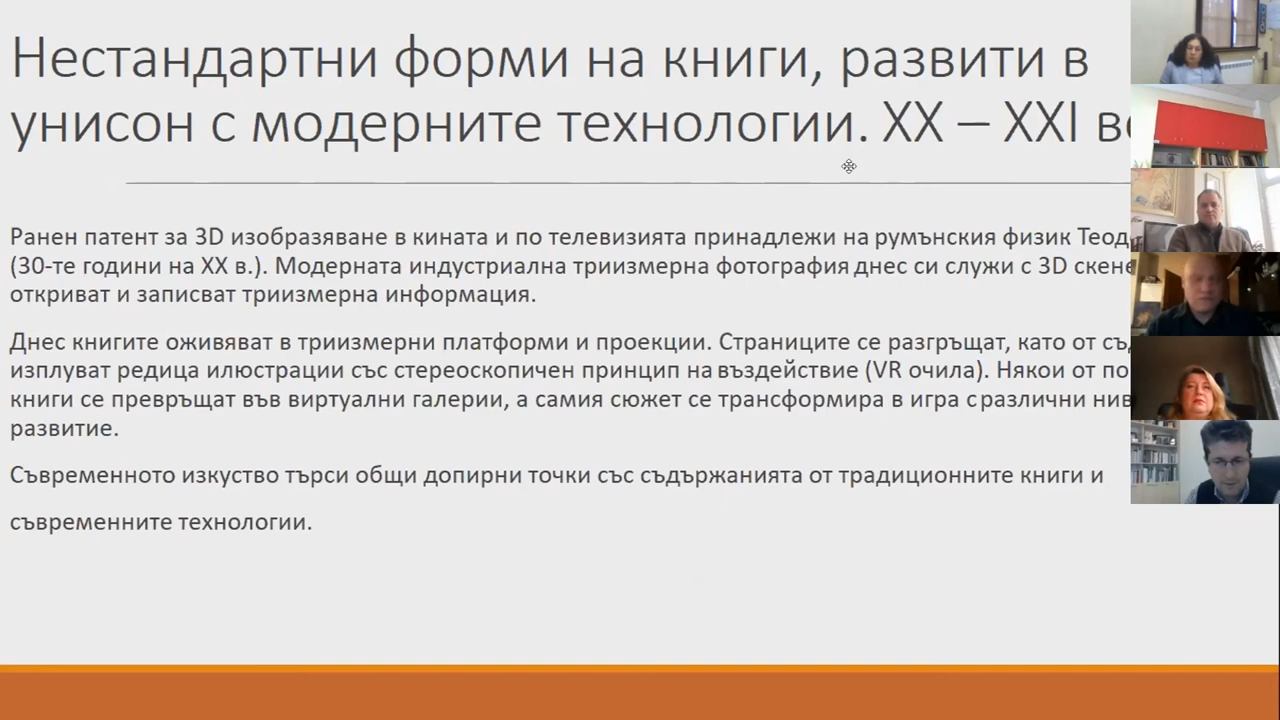 Нестандартни форми на книги, развити в
унисон с модерните технологии. XX – XXI
Ранен патент за 3D изобразяване в кината и по телевизията принадлежи на румънския физик
(30-те години на XX в.). Модерната индустриална триизмерна фотография днес си служи с 3D
откриват и записват триизмерна информация.
Днес книгите оживяват в триизмерни платформи и проекции. Страниците се разгръщат, като от
изплуват редица илюстрации със стереоскопичен принцип на въздействие (VR очила). Някои от
книги се превръщат във виртуални галерии, а самия сюжет се трансформира в игра с различни
развитие.
Съвременното изкуство търси общи допирни точки със съдържанията от традиционните книги и
съвременните технологии.